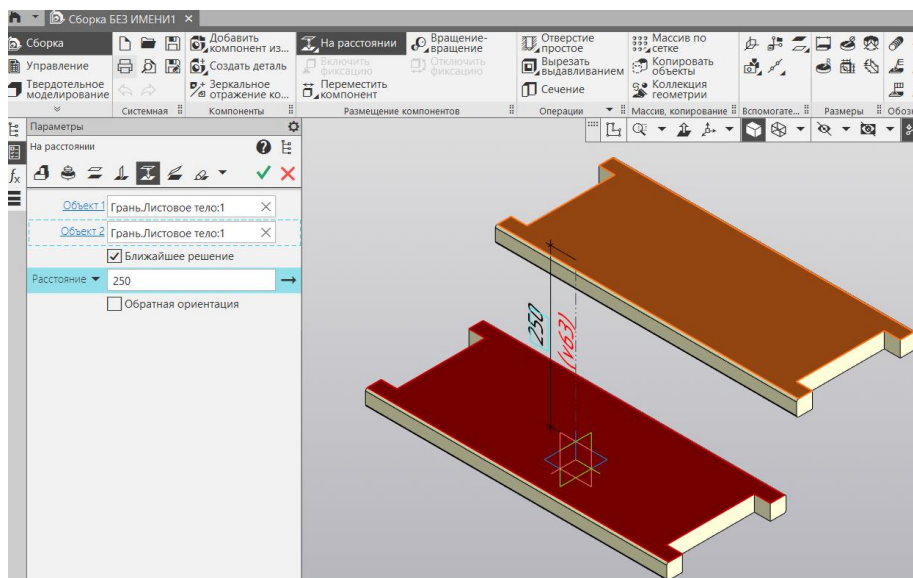 Сборка БЕЗ ИМЕНИ1 ×
Сборка
Управление
Твердотельное
моделирование
Системная
Добавить
компонент из...
Создать деталь
Зеркальное
отражение ко...
Компоненты
На расстоянии
Включить
фиксацию
Переместить
компонент
Вращение-
вращение
Отключить
фиксацию
Размещение компонентов
Отверстие
простое
Вырезать
выдавливанием
Сечение
Операции
Массив по
сетке
Копировать
объекты
Коллекция
геометрии
Массив, копирование
Вспомогате...
Размеры
Обоз
Параметры
На расстоянии
Объект 1 Грань.Листовое тело:1
Объект 2 Грань.Листовое тело:1
Ближайшее решение
Расстояние 250
Обратная ориентация
fx
250
(v63)